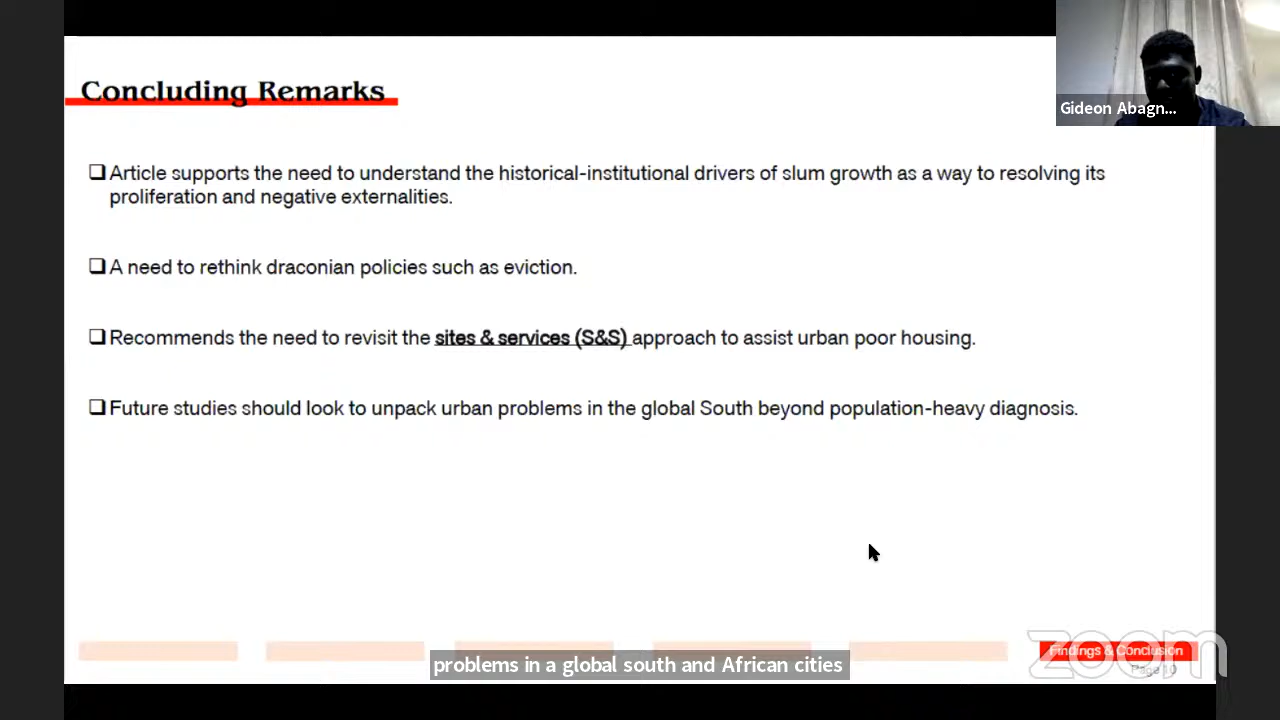 Concluding Remarks
Gideon Abagn...
❑Article supports the need to understand the historical-institutional drivers of slum growth as a way to resolving its
proliferation and negative externalities.
❑A need to rethink draconian policies such as eviction.
❑Recommends the need to revisit the sites & services (S&S) approach to assist urban poor housing.
❑Future studies should look to unpack urban problems in the global South beyond population-heavy diagnosis.
Findings & Conclusion
zoom
Page 10
problems in a global south and African cities